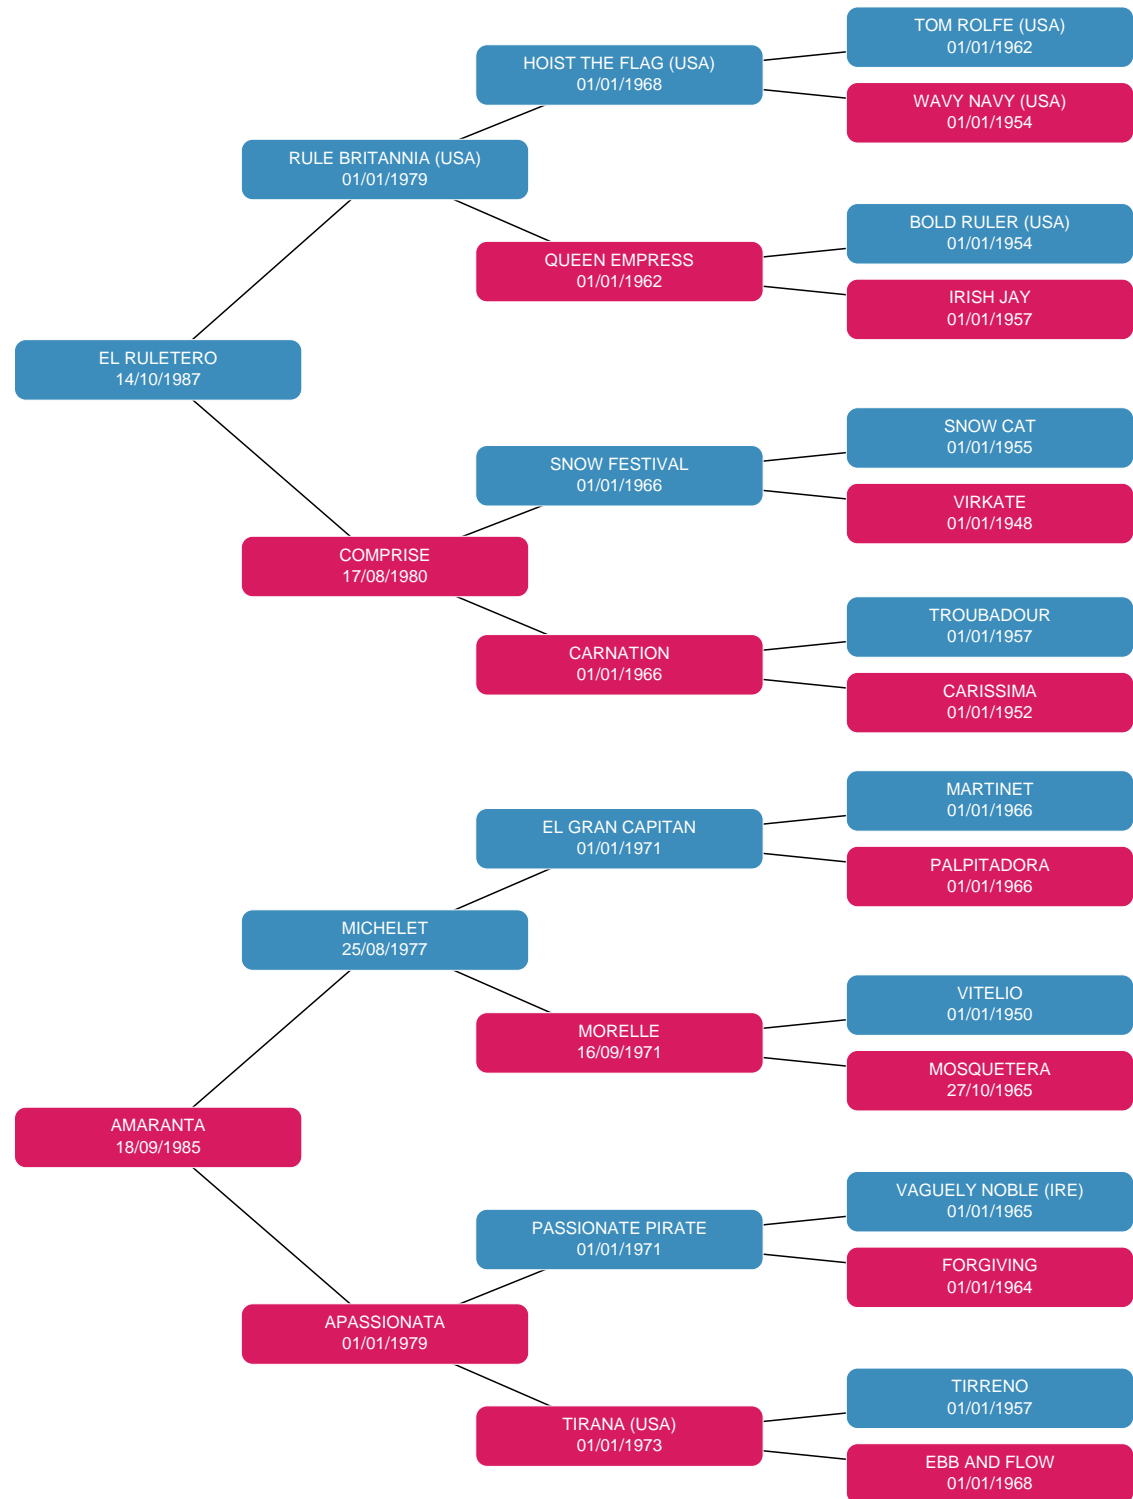 TOM ROLFE (USA)
01/01/1962
HOIST THE FLAG (USA)
01/01/1968
WAVY NAVY (USA)
01/01/1954
RULE BRITANNIA (USA)
01/01/1979
BOLD RULER (USA)
01/01/1954
QUEEN EMPRESS
01/01/1962
IRISH JAY
01/01/1957
EL RULETERO
14/10/1987
SNOW CAT
01/01/1955
SNOW FESTIVAL
01/01/1966
VIRKATE
01/01/1948
COMPRISE
17/08/1980
TROUBADOUR
01/01/1957
CARNATION
01/01/1966
CARISSIMA
01/01/1952
MARTINET
01/01/1966
EL GRAN CAPITAN
01/01/1971
PALPITADORA
01/01/1966
MICHELET
25/08/1977
VITELIO
01/01/1950
MORELLE
16/09/1971
MOSQUETERA
27/10/1965
AMARANTA
18/09/1985
VAGUELY NOBLE (IRE)
01/01/1965
PASSIONATE PIRATE
01/01/1971
FORGIVING
01/01/1964
APASSIONATA
01/01/1979
TIRRENO
01/01/1957
TIRANA (USA)
01/01/1973
EBB AND FLOW
01/01/1968